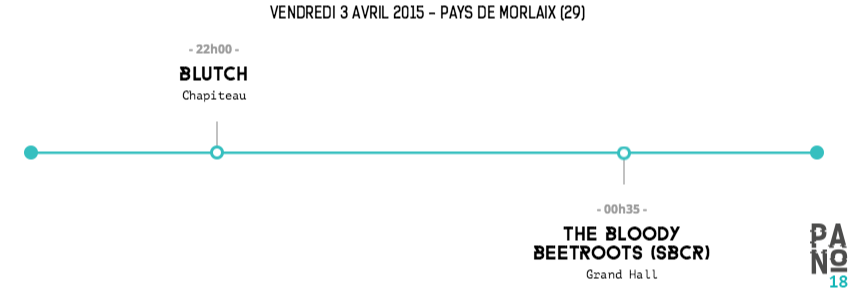 VENDREDI 3 AVRIL 2015 – PAYS DE MORLAIX (29)
- 22h00 -
BLUTCH
Chapiteau
- 00h35 -
THE BLOODY
BEETROOTS (SBCR)
Grand Hall
PA
Nº
18